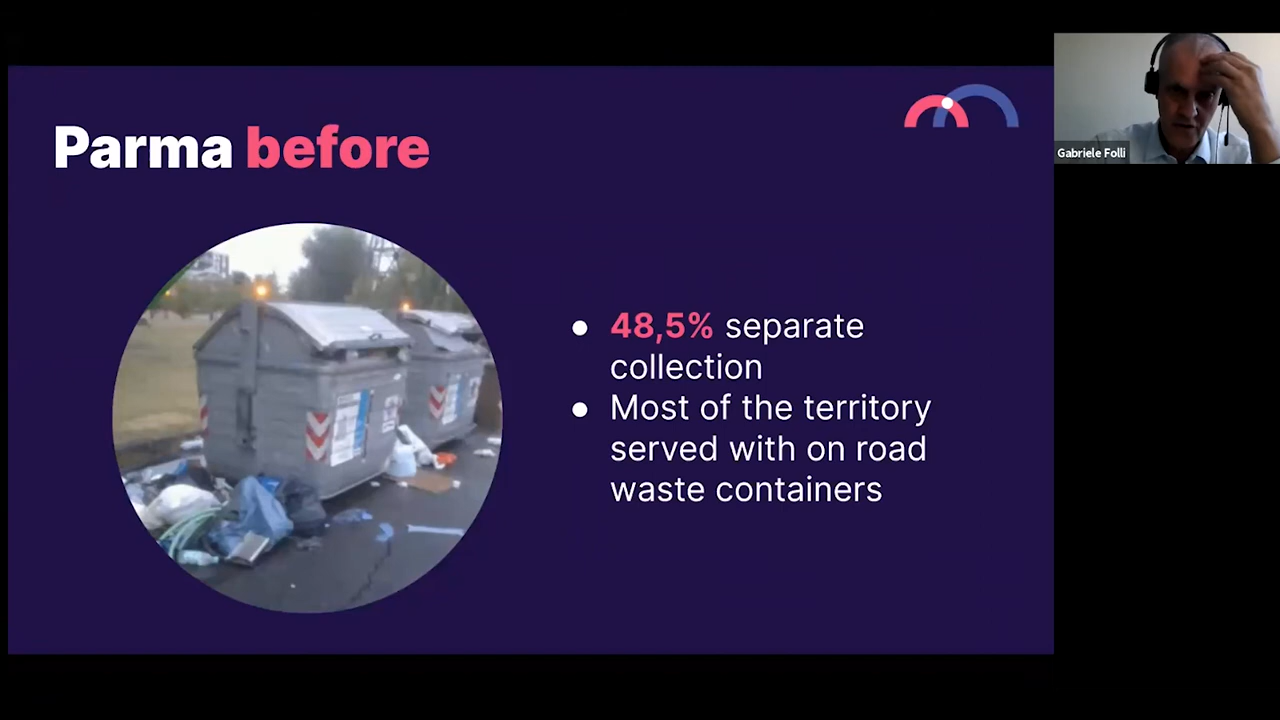 Parma before
● 48,5% separate
collection
● Most of the territory
served with on road
waste containers
Gabriele Folli